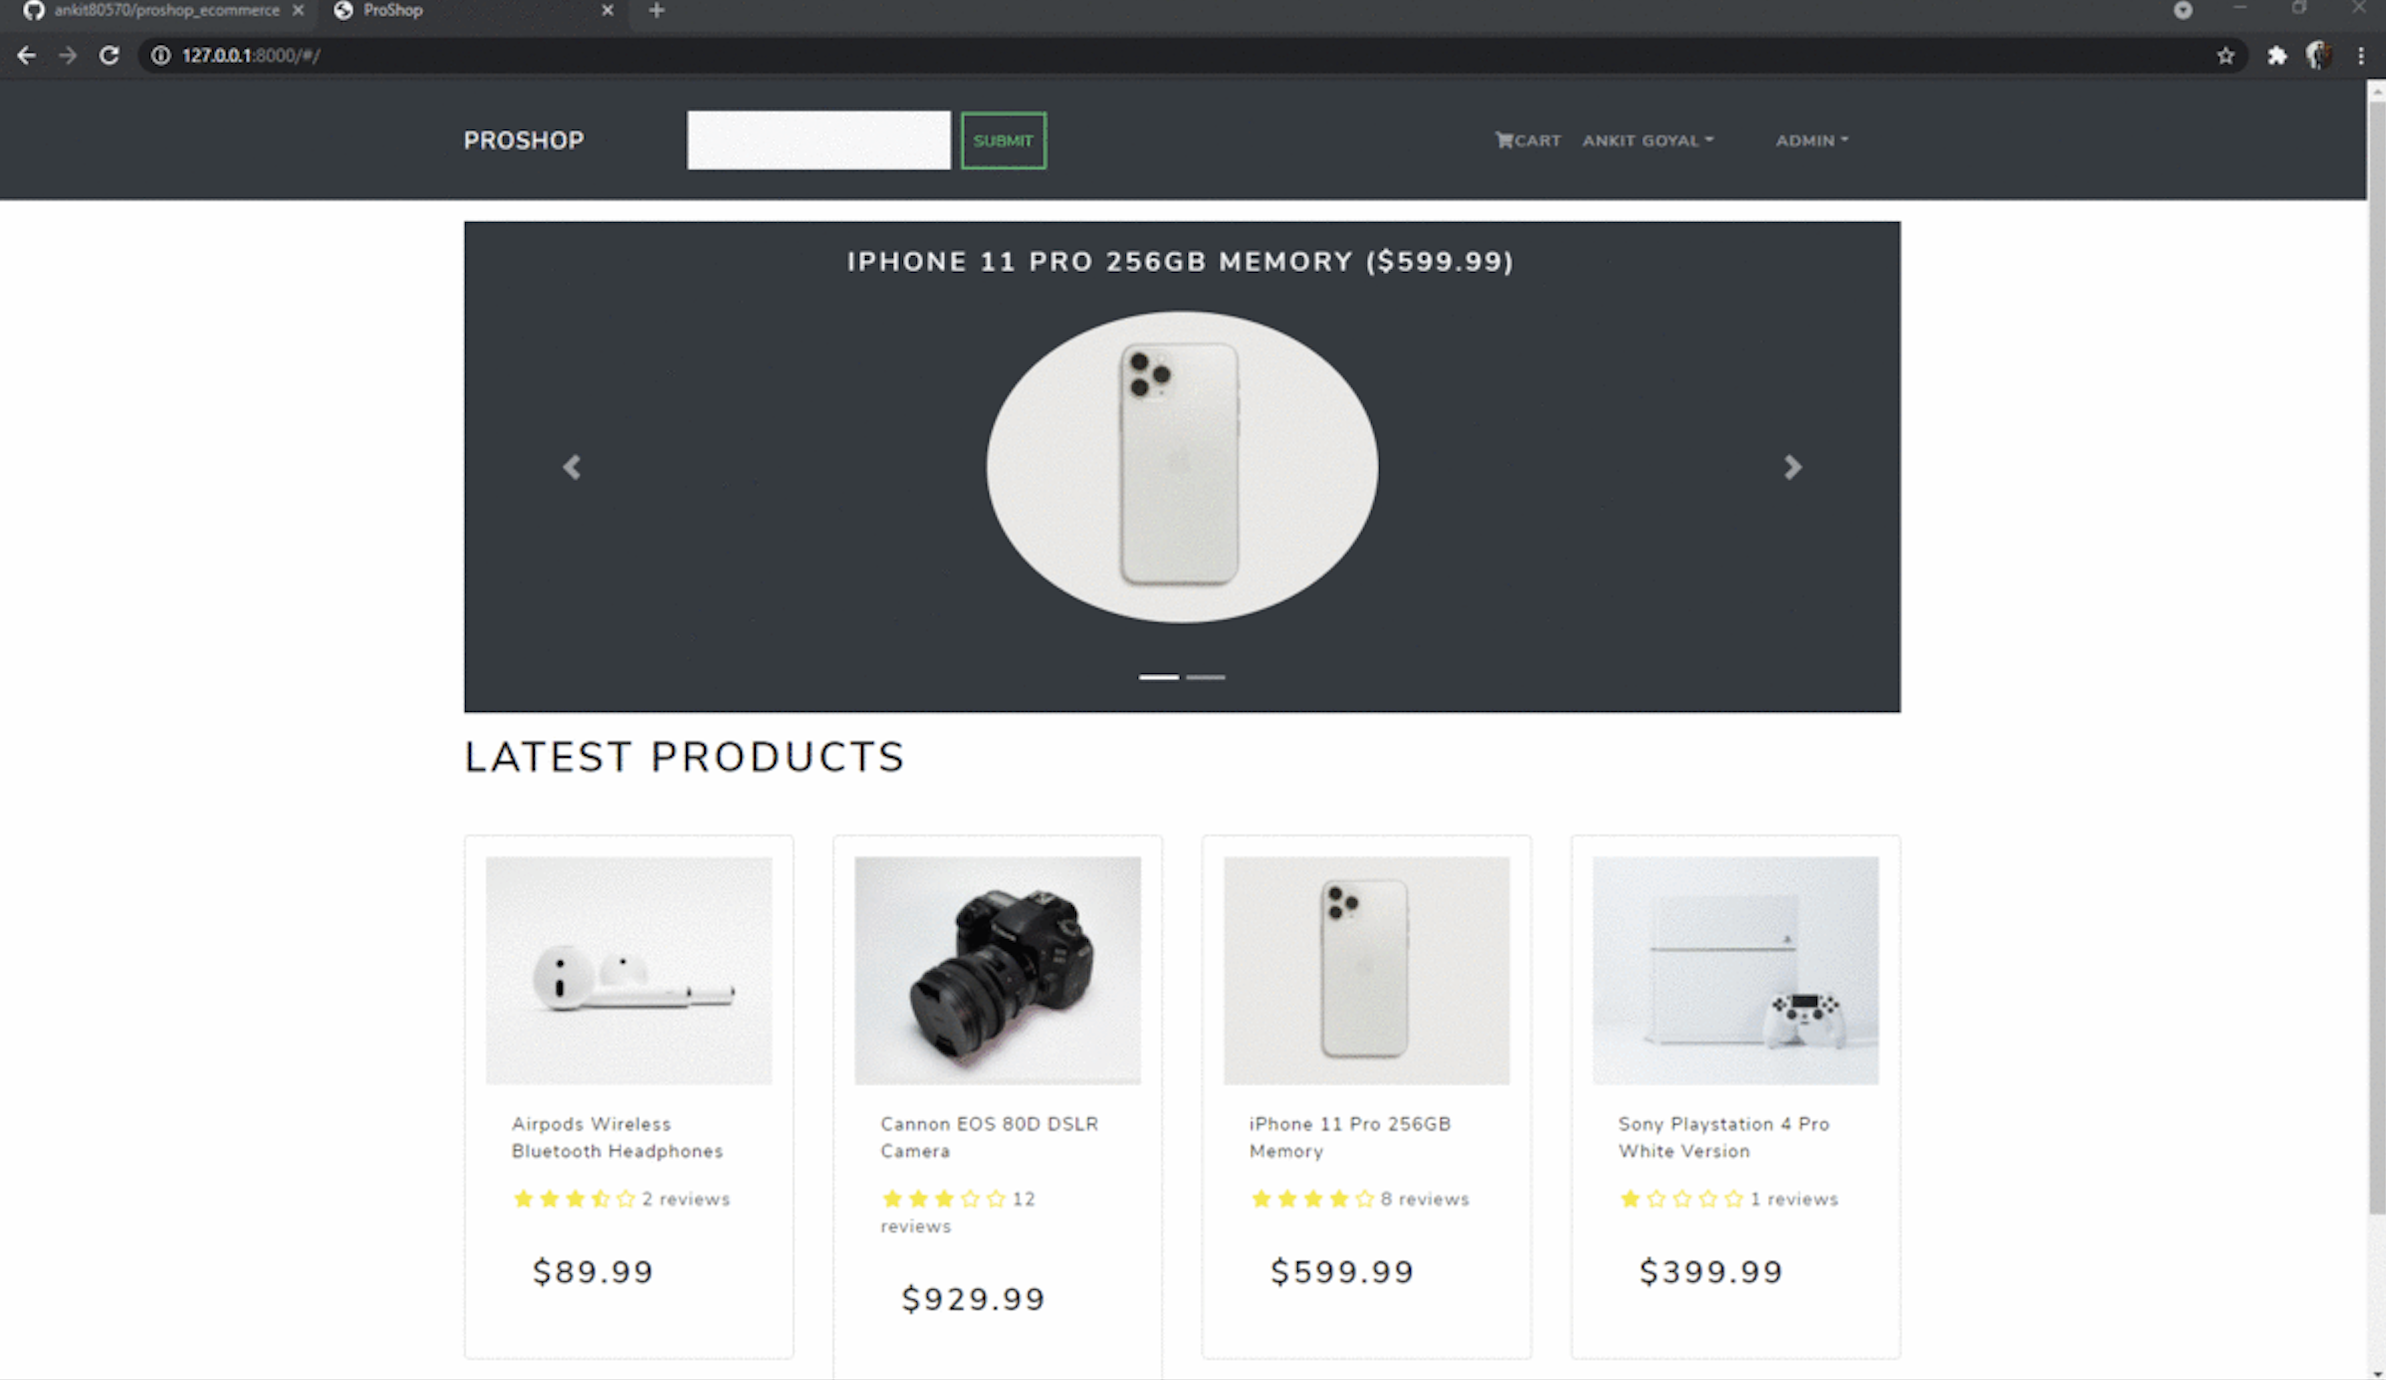 ankit80570/proshop_ecommerce
ProShop
127.0.0.1:8000/#/
PROSHOP
SUBMIT
CART
ANKIT GOYAL
ADMIN
IPHONE 11 PRO 256GB MEMORY ($599.99)
LATEST PRODUCTS
Airpods Wireless
Bluetooth Headphones
2 reviews
$89.99
Cannon EOS 80D DSLR
Camera
12
reviews
$929.99
iPhone 11 Pro 256GB
Memory
8 reviews
$599.99
Sony Playstation 4 Pro
White Version
1 reviews
$399.99